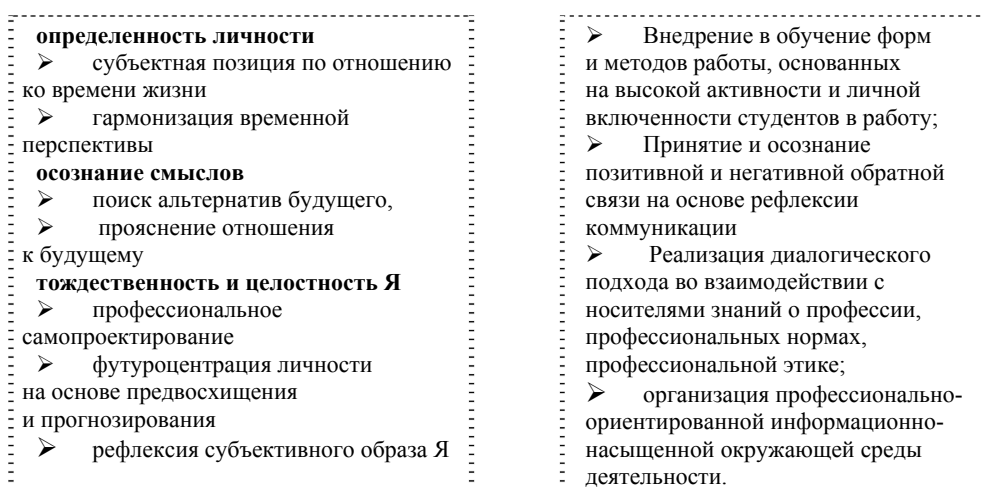 определенность личности
➢ субъектная позиция по отношению
ко времени жизни
➢ гармонизация временной
перспективы
осознание смыслов
➢ поиск альтернатив будущего,
➢ прояснение отношения
к будущему
тождественность и целостность Я
➢ профессиональное
самопроектирование
➢ футуроцентрация личности
на основе предвосхищения
и прогнозирования
➢ рефлексия субъективного образа Я
➢ Внедрение в обучение форм
и методов работы, основанных
на высокой активности и личной
включенности студентов в работу;
➢ Принятие и осознание
позитивной и негативной обратной
связи на основе рефлексии
коммуникации
➢ Реализация диалогического
подхода во взаимодействии с
носителями знаний о профессии,
профессиональных нормах,
профессиональной этике;
➢ организация профессионально-
ориентированной информационно-
насыщенной окружающей среды
деятельности.